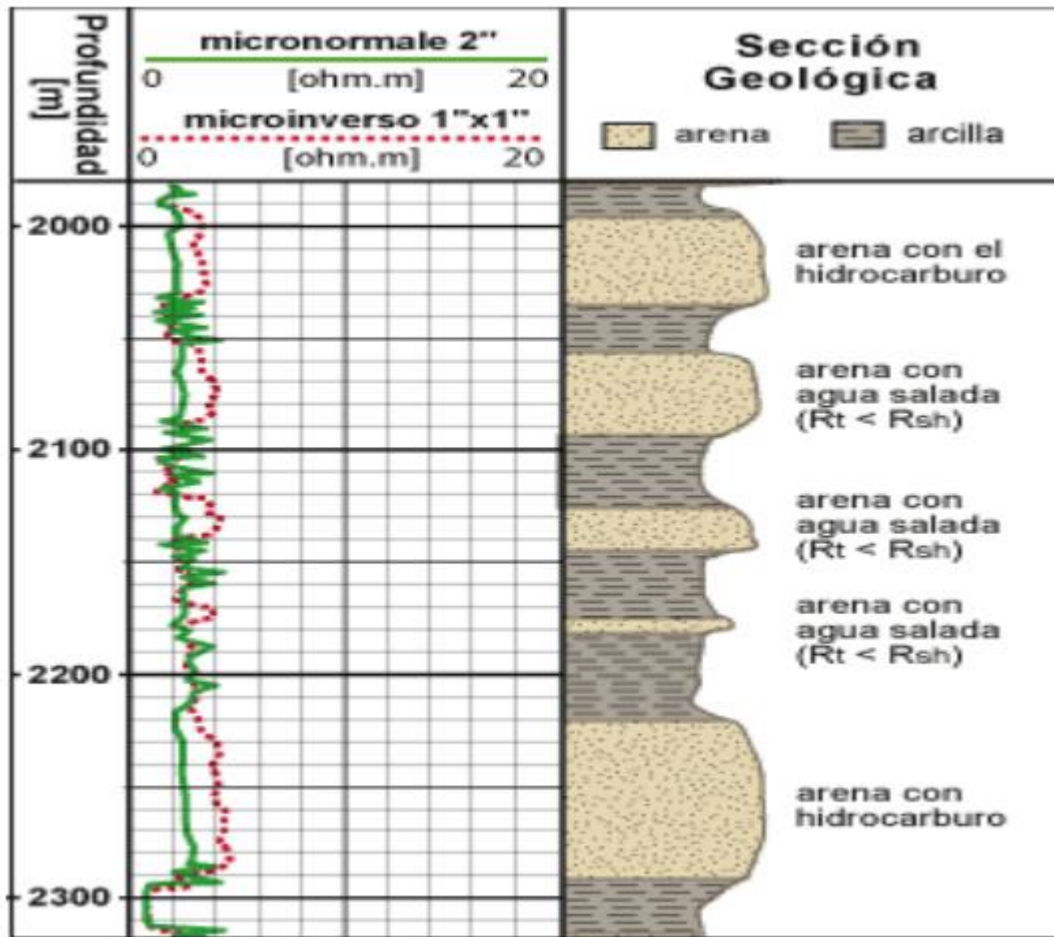 Profundidad
[m]
micronormale 2"
0 [ohm.m] 20
microinverso 1"x1"
0 [ohm.m] 20
Sección
Geológica
arena arcilla
2000
2100
2200
2300
arena con el
hidrocarburo
arena con
agua salada
(Rt < Rsh)
arena con
agua salada
(Rt < Rsh)
arena con
agua salada
(Rt < Rsh)
arena con
hidrocarburo